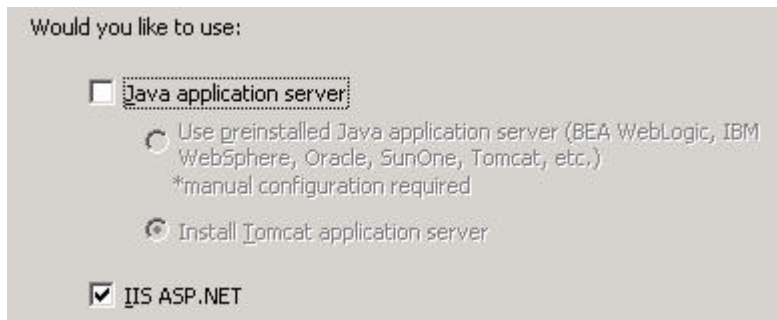 Would you like to use:
Java application server
Use preinstalled Java application server (BEA WebLogic, IBM
WebSphere, Oracle, SunOne, Tomcat, etc.)
*manual configuration required
Install Tomcat application server
IIS ASP.NET